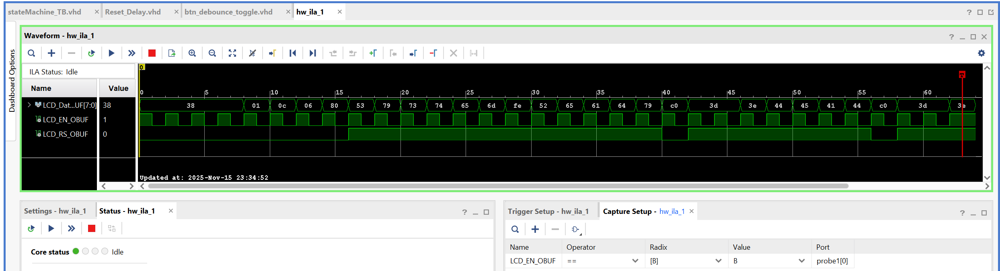 stateMachine_TB.vhd × Reset_Delay.vhd × btn_debounce_toggle.vhd × hw_ila_1 × ?
Dashboard Options
Waveform - hw_ila_1 ?
ILA Status: Idle 0 T
Name Value 0 5 10 15 20 25 30 35 40 45 50 55 60
LCD_Dat...UF[7:0] 38 38 01 0c 06 80 53 79 73 74 65 6d fe 52 65 61 64 79 c0 3d 3e 44 45 41 44 c0 3d 3e
LCD_EN_OBUF 1
LCD_RS_OBUF 0
Updated at: 2025-Nov-15 23:34:52
Settings - hw_ila_1 Status - hw_ila_1 × ?
Core status Idle
Trigger Setup - hw_ila_1 Capture Setup - hw_ila_1 × ?
Name Operator Radix Value Port
LCD_EN_OBUF == [B] B probe1[0]